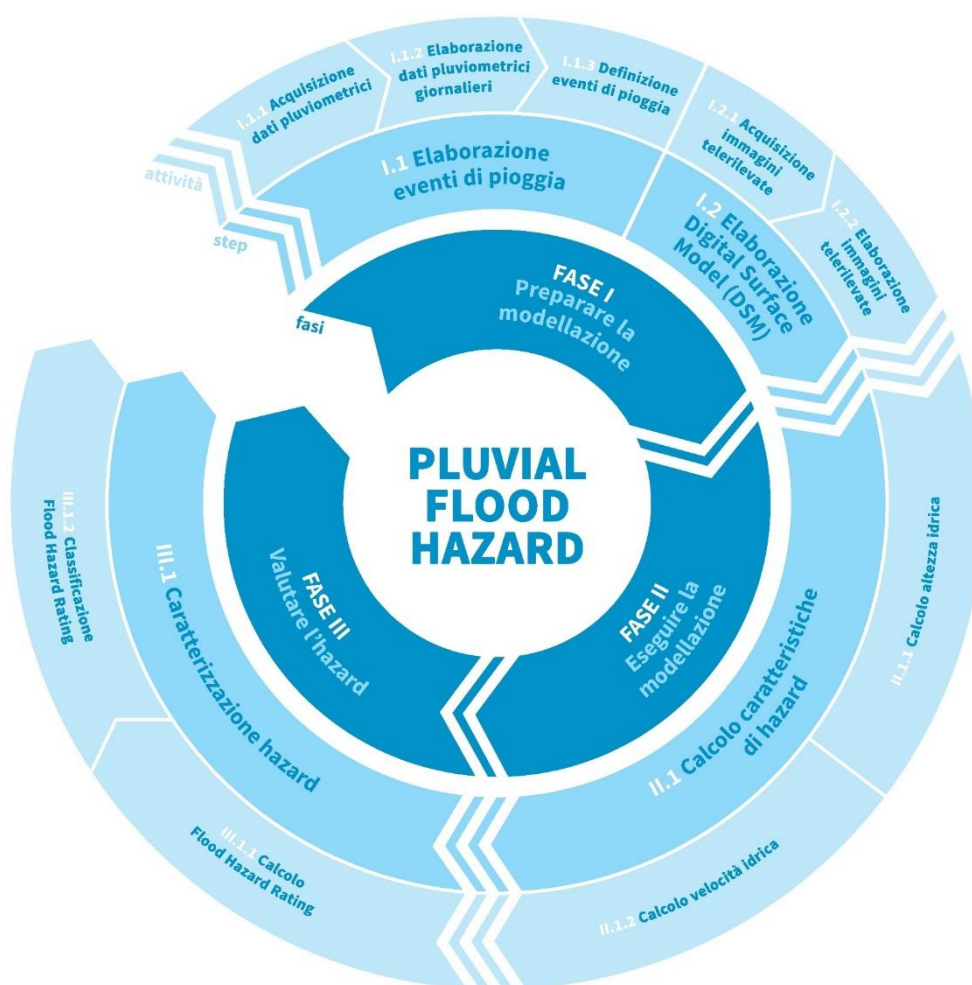 PLUVIAL
FLOOD
HAZARD
fasi
step
attività
FASE I
Preparare la
modellazione
I.1 Elaborazione
eventi di pioggia
I.1.1 Acquisizione
dati pluviometrici
I.1.2 Elaborazione
dati pluviometrici
giornalieri
I.1.3 Definizione
eventi di pioggia
I.2 Elaborazione
Digital Surface
Model (DSM)
I.2.1 Acquisizione
immagini
telerilevate
I.2.2 Elaborazione
immagini
telerilevate
FASE II
Eseguire la
modellazione
II.1 Calcolo caratteristiche
di hazard
II.1.1 Calcolo altezza idrica
II.1.2 Calcolo velocità idrica
FASE III
Valutare l'hazard
III.1 Caratterizzazione hazard
III.1.1 Calcolo
Flood Hazard Rating
III.1.2 Classificazione
Flood Hazard Rating